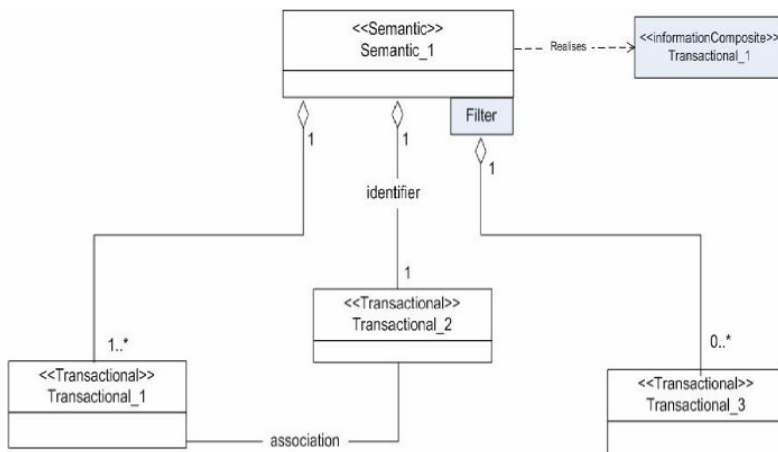 <<Semantic>>
Semantic_1
Realises
<<informationComposite>>
Transactional_1
Filter
1
1
1
identifier
1
<<Transactional>>
Transactional_2
1..*
0..*
<<Transactional>>
Transactional_1
<<Transactional>>
Transactional_3
association